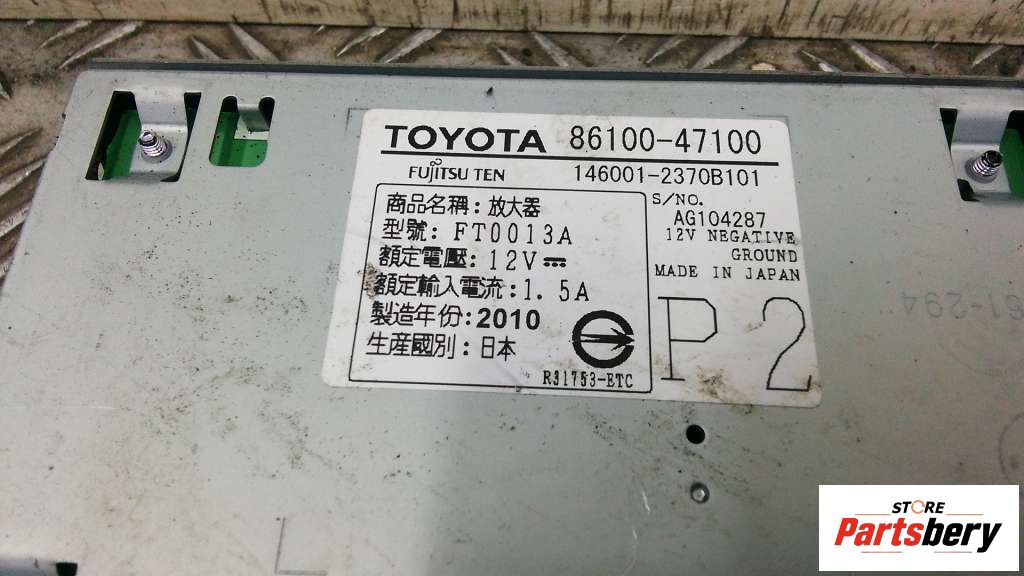 TOYOTA 86100-47100
FUJITSU TEN 146001-2370B101
商品名稱：放大器
型號：FT0013A
額定電壓：12V⎓
額定輸入電流：1.5A
製造年份：2010
生産國別：日本
R31753-ETC
S/NO.
AG104287
12V NEGATIVE
GROUND
MADE IN JAPAN
P2
61-294
STORE
Partsbery